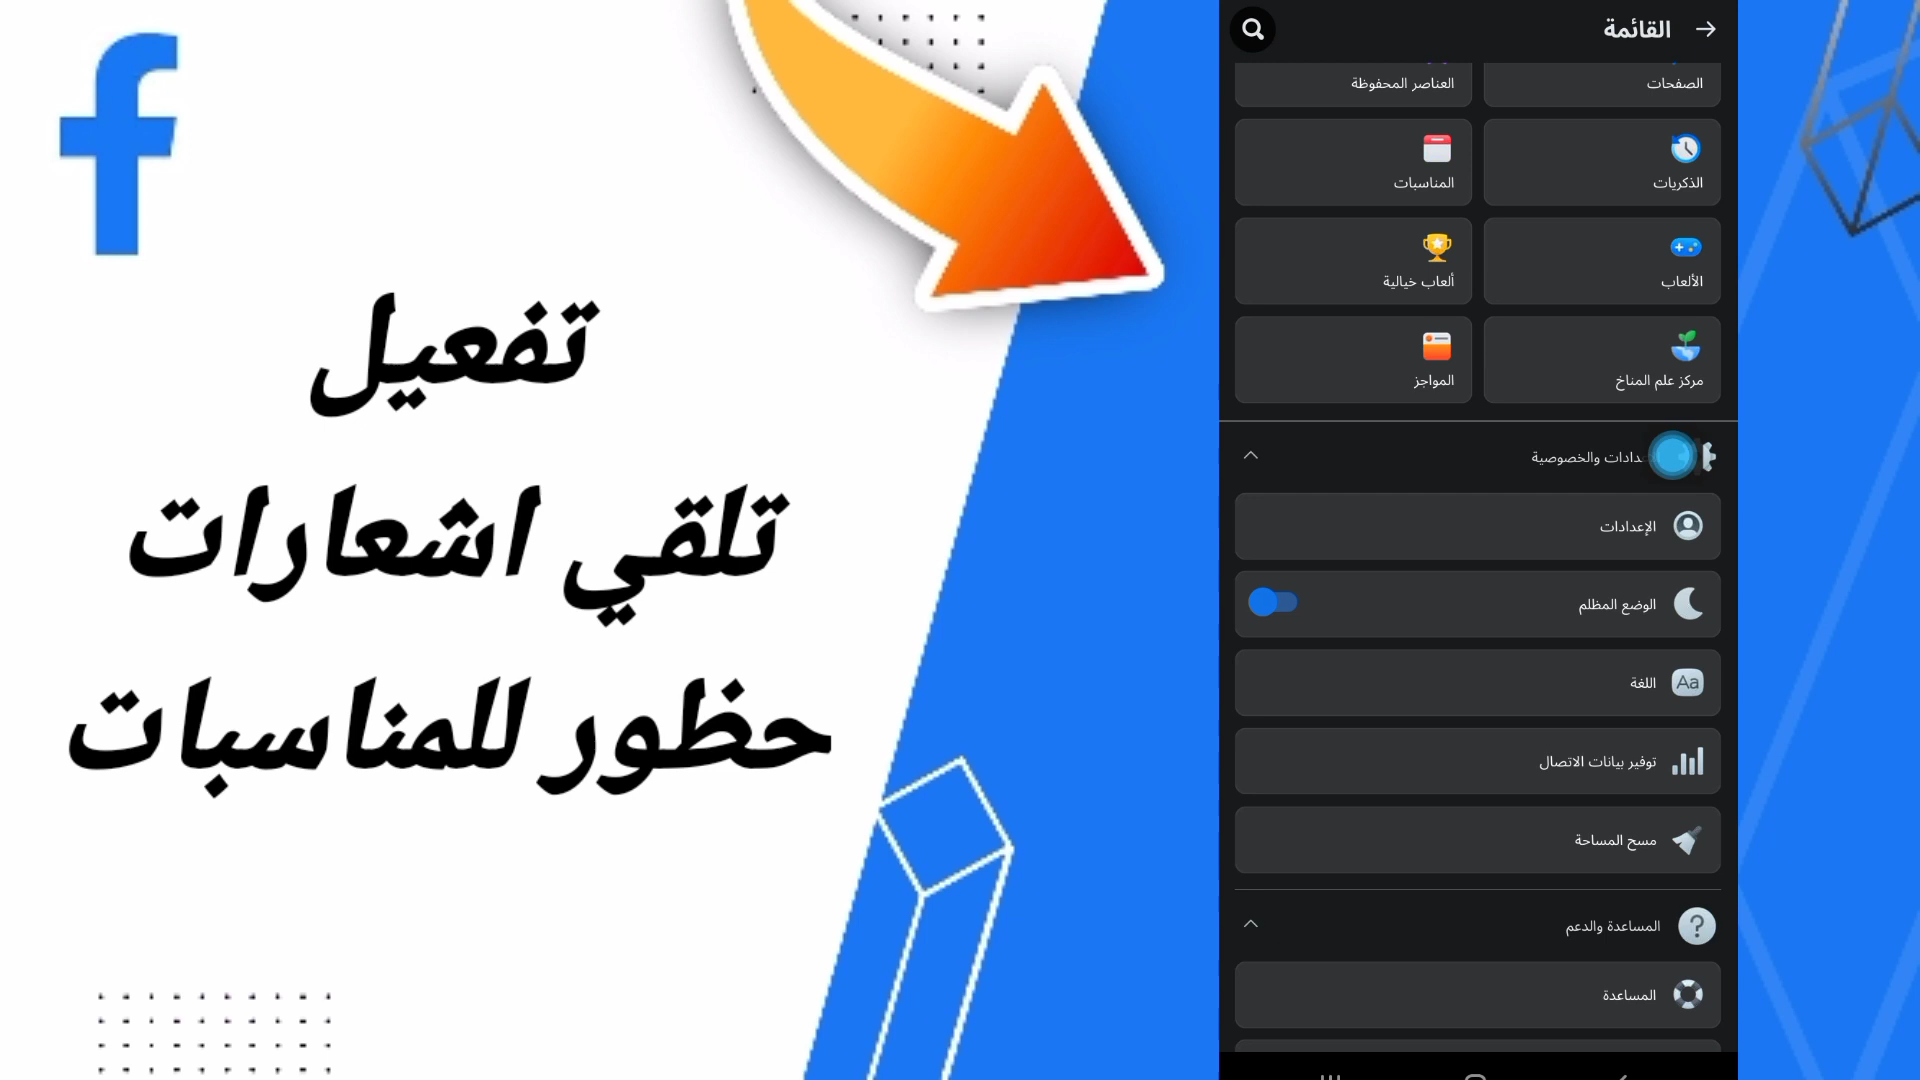 تفعيل
تلقي اشعارات
حظور للمناسبات
القائمة
الصفحات
العناصر المحفوظة
الذكريات
المناسبات
الألعاب
ألعاب خيالية
مركز علم المناخ
المواجز
والخصوصية
الإعدادات
الوضع المظلم
اللغة
Aa
توفير بيانات الاتصال
مسح المساحة
المساعدة والدعم
المساعدة